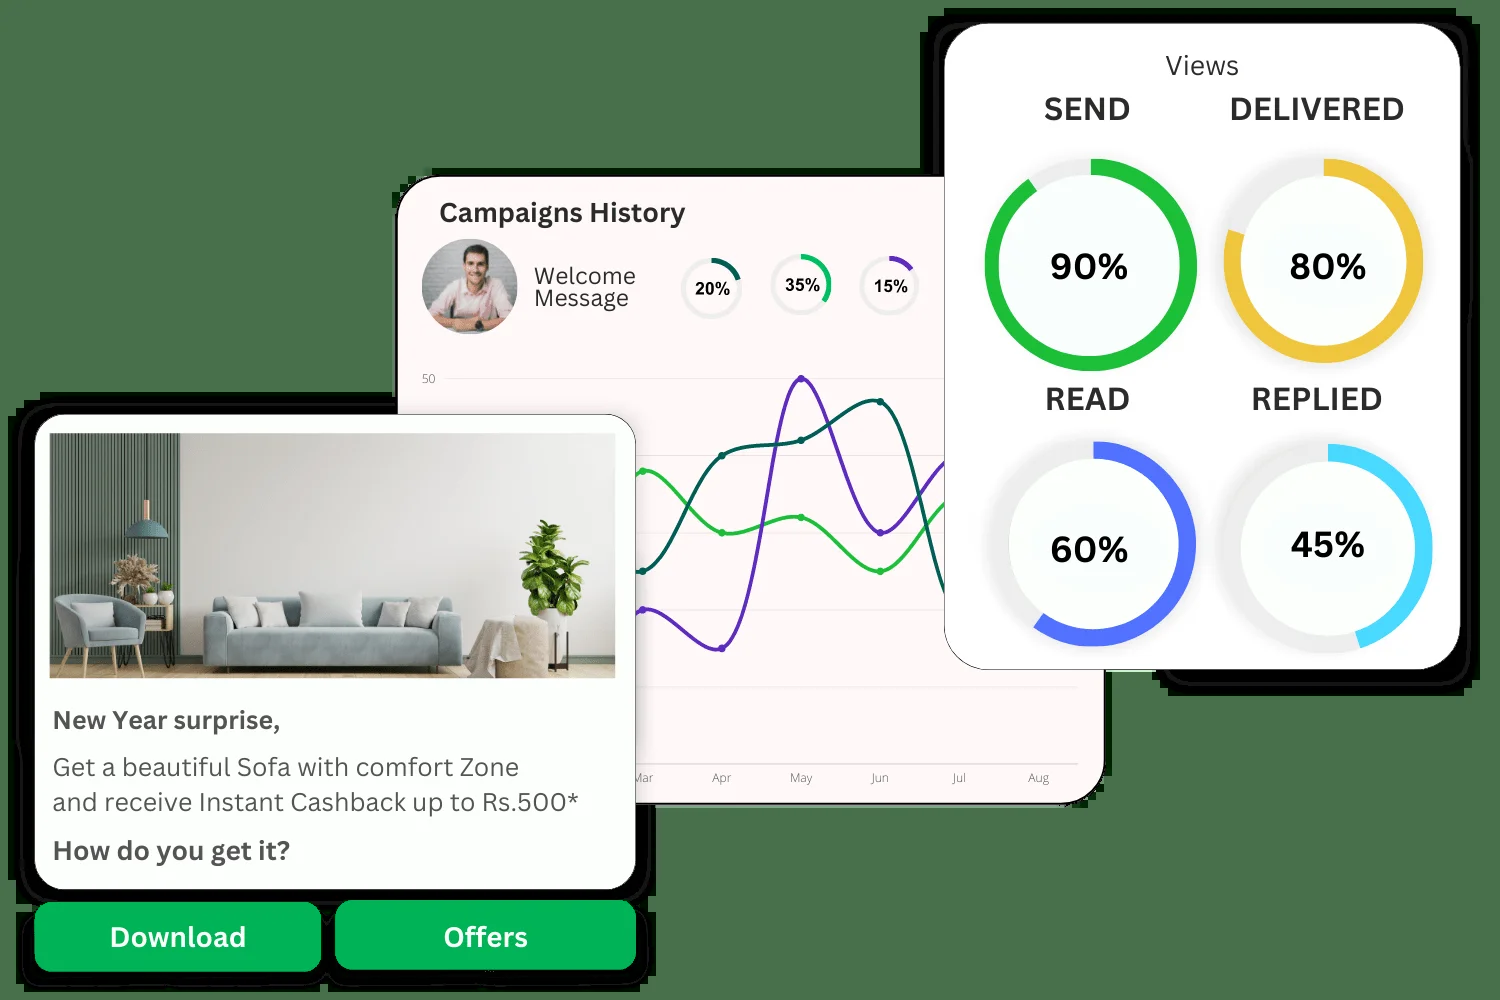 Views
SEND
DELIVERED
90%
80%
READ
REPLIED
60%
45%
Campaigns History
Welcome
Message
20%
35%
15%
50
Mar
Apr
May
Jun
Jul
Aug
New Year surprise,
Get a beautiful Sofa with comfort Zone
and receive Instant Cashback up to Rs.500*
How do you get it?
Download
Offers